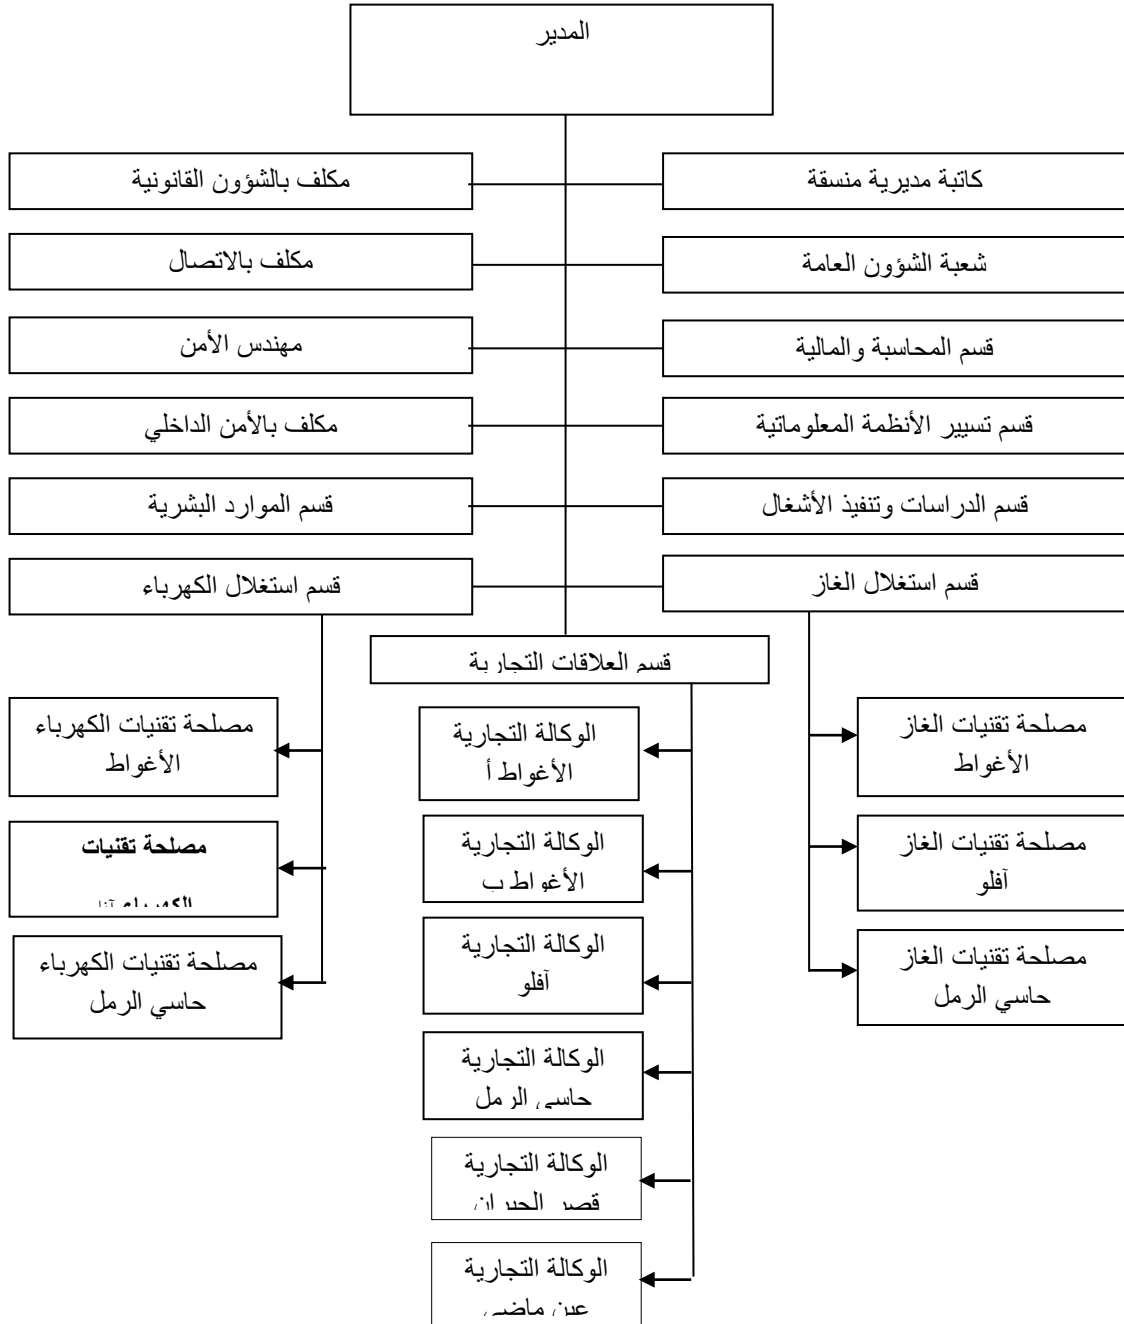 المدير
كاتبة مديرية منسقة
مكلف بالشؤون القانونية
شعبة الشؤون العامة
مكلف بالاتصال
قسم المحاسبة والمالية
مهندس الأمن
قسم تسيير الأنظمة المعلوماتية
مكلف بالأمن الداخلي
قسم الدراسات وتنفيذ الأشغال
قسم الموارد البشرية
قسم استغلال الغاز
قسم استغلال الكهرباء
قسم العلاقات التجارية
مصلحة تقنيات الغاز
الأغواط
مصلحة تقنيات الغاز
آفلو
مصلحة تقنيات الغاز
حاسي الرمل
الوكالة التجارية
الأغواط أ
الوكالة التجارية
الأغواط ب
الوكالة التجارية
آفلو
الوكالة التجارية
حاسي الرمل
الوكالة التجارية
قصر الحيران
الوكالة التجارية
عين ماضي
مصلحة تقنيات الكهرباء
الأغواط
مصلحة تقنيات
الكهرباء
مصلحة تقنيات الكهرباء
حاسي الرمل